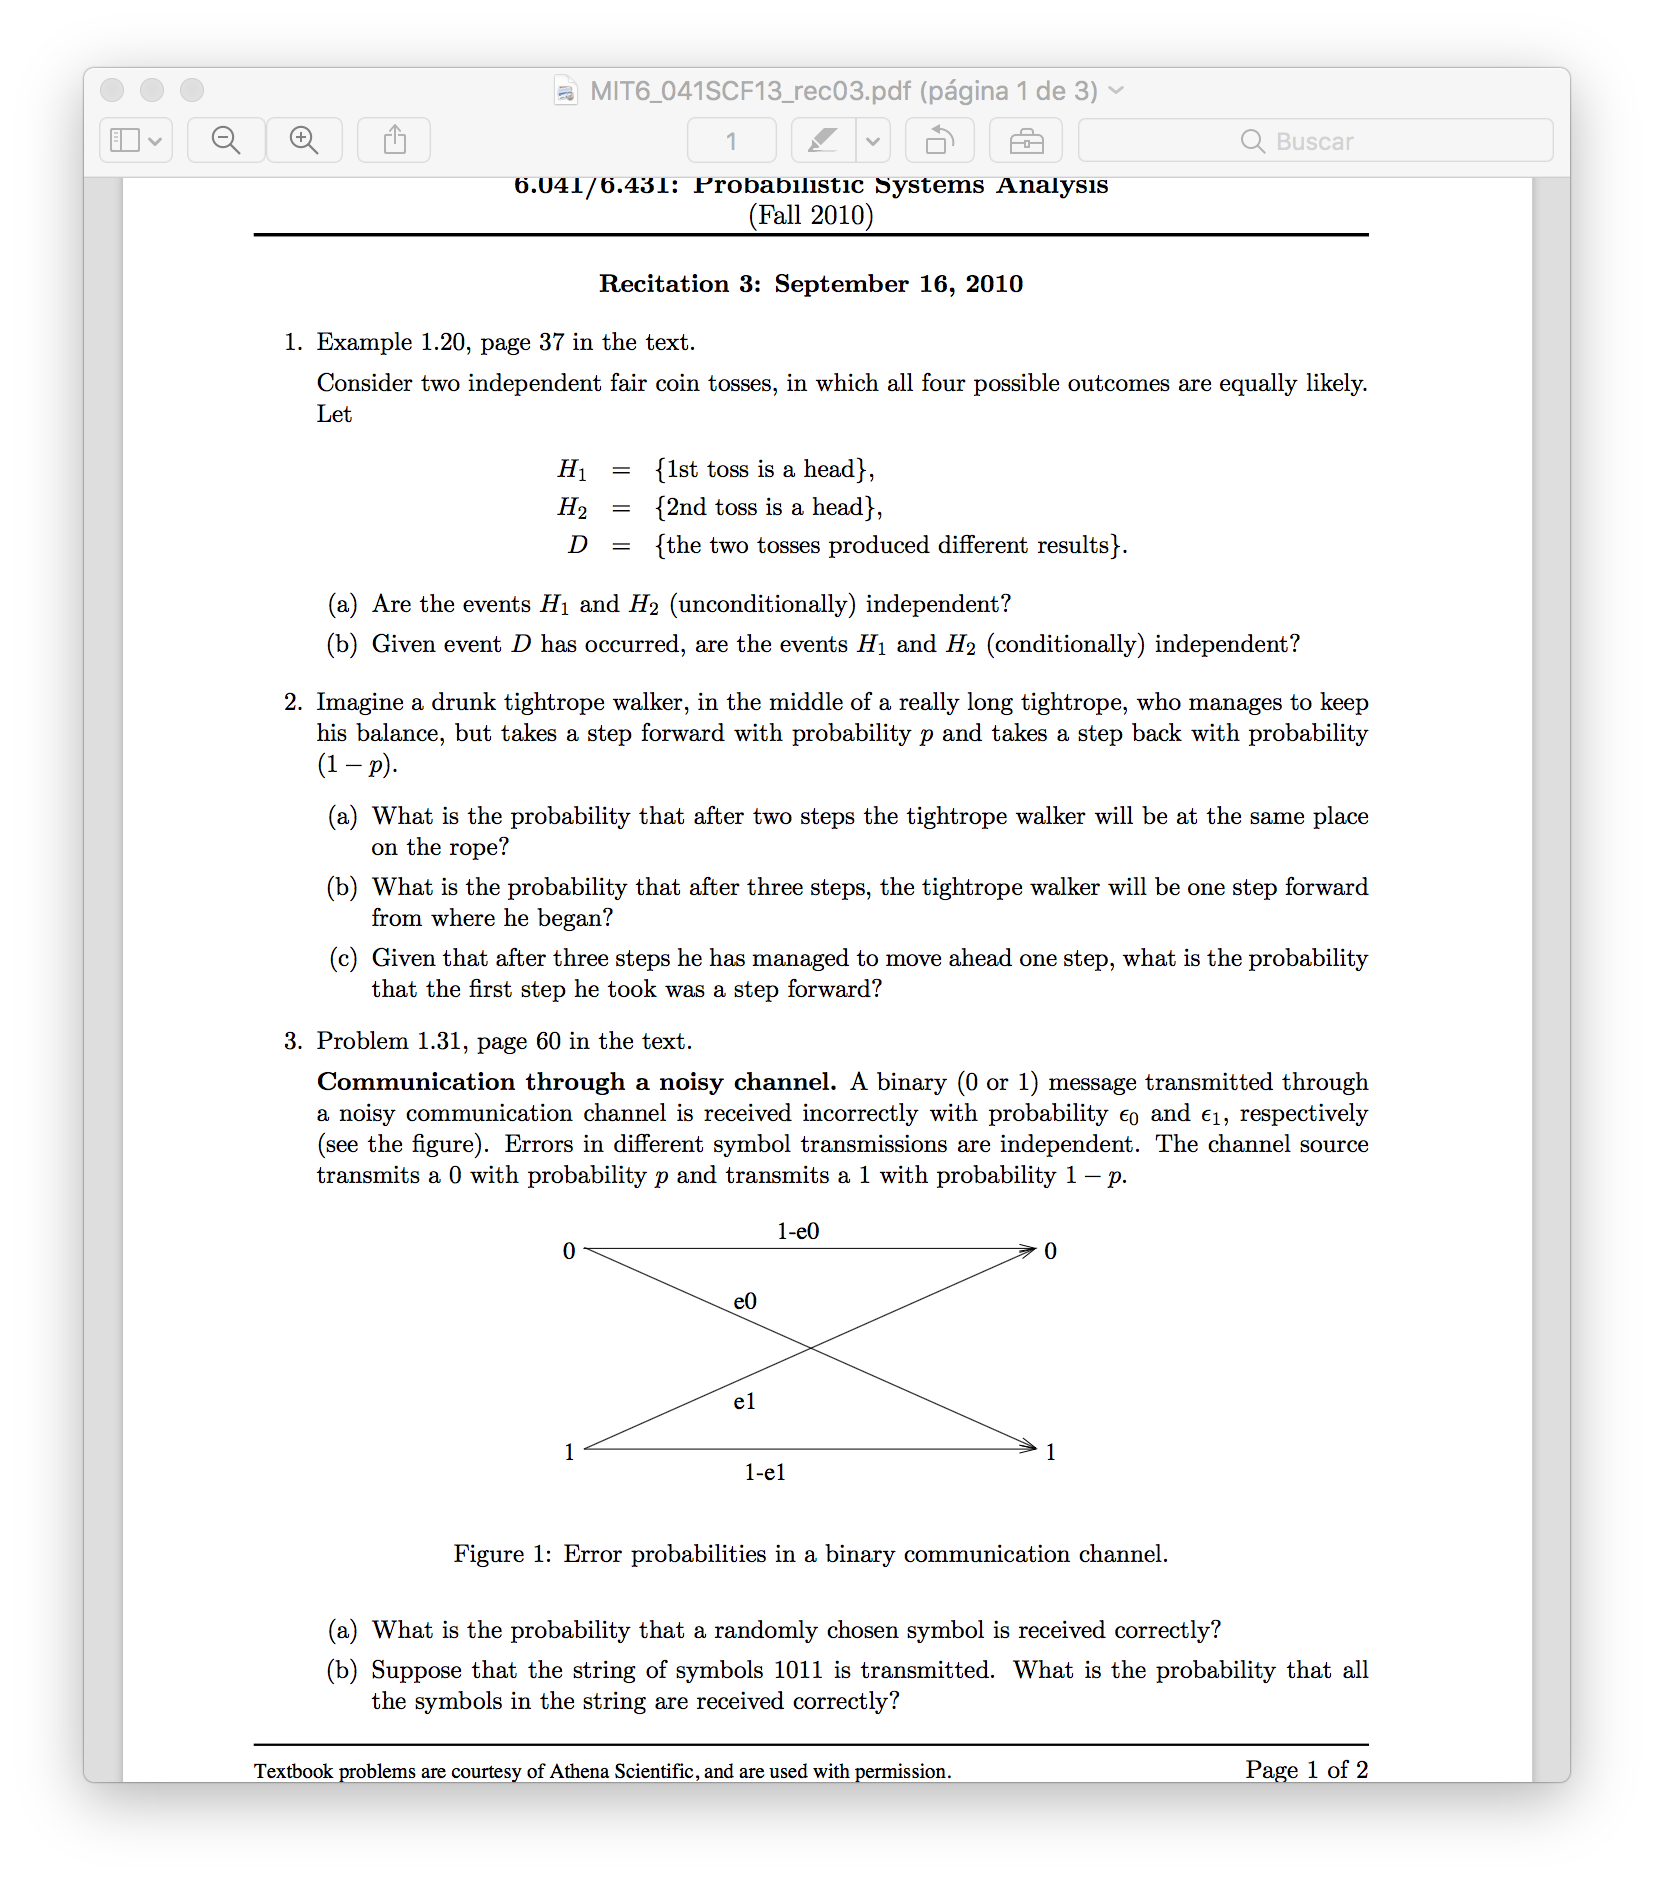 MIT6_041SCF13_rec03.pdf (página 1 de 3)
1
Buscar
6.041/6.431: Probabilistic Systems Analysis
(Fall 2010)
Recitation 3: September 16, 2010
1. Example 1.20, page 37 in the text.
Consider two independent fair coin tosses, in which all four possible outcomes are equally likely.
Let
H₁ = {1st toss is a head},
H₂ = {2nd toss is a head},
D = {the two tosses produced different results}.
(a) Are the events H₁ and H₂ (unconditionally) independent?
(b) Given event D has occurred, are the events H₁ and H₂ (conditionally) independent?
2. Imagine a drunk tightrope walker, in the middle of a really long tightrope, who manages to keep
his balance, but takes a step forward with probability p and takes a step back with probability
(1 − p).
(a) What is the probability that after two steps the tightrope walker will be at the same place
on the rope?
(b) What is the probability that after three steps, the tightrope walker will be one step forward
from where he began?
(c) Given that after three steps he has managed to move ahead one step, what is the probability
that the first step he took was a step forward?
3. Problem 1.31, page 60 in the text.
Communication through a noisy channel. A binary (0 or 1) message transmitted through
a noisy communication channel is received incorrectly with probability ϵ₀ and ϵ₁, respectively
(see the figure). Errors in different symbol transmissions are independent. The channel source
transmits a 0 with probability p and transmits a 1 with probability 1 − p.
1-e0
0 0
e0
e1
1 1
1-e1
Figure 1: Error probabilities in a binary communication channel.
(a) What is the probability that a randomly chosen symbol is received correctly?
(b) Suppose that the string of symbols 1011 is transmitted. What is the probability that all
the symbols in the string are received correctly?
Textbook problems are courtesy of Athena Scientific, and are used with permission. Page 1 of 2